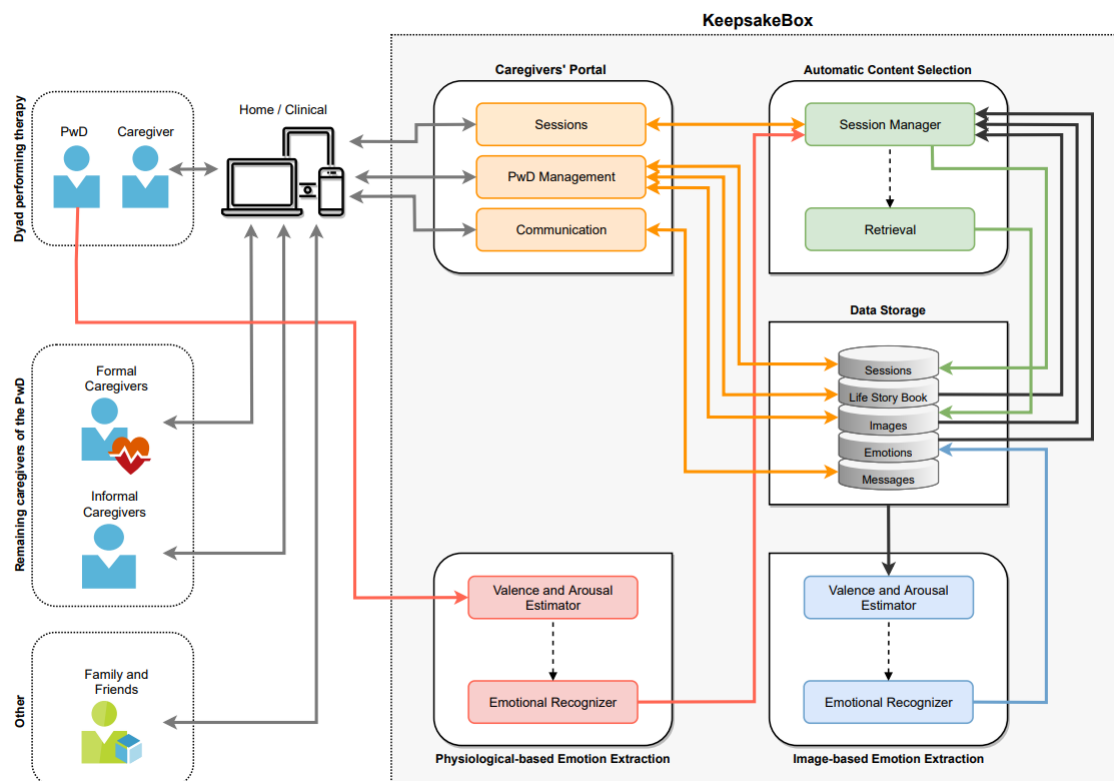 KeepsakeBox
Dyad performing therapy
PwD
Caregiver
Home / Clinical
Caregivers' Portal
Sessions
PwD Management
Communication
Automatic Content Selection
Session Manager
Retrieval
Data Storage
Sessions
Life Story Book
Images
Emotions
Messages
Remaining caregivers of the PwD
Formal
Caregivers
Informal
Caregivers
Other
Family and
Friends
Valence and Arousal
Estimator
Emotional Recognizer
Physiological-based Emotion Extraction
Valence and Arousal
Estimator
Emotional Recognizer
Image-based Emotion Extraction